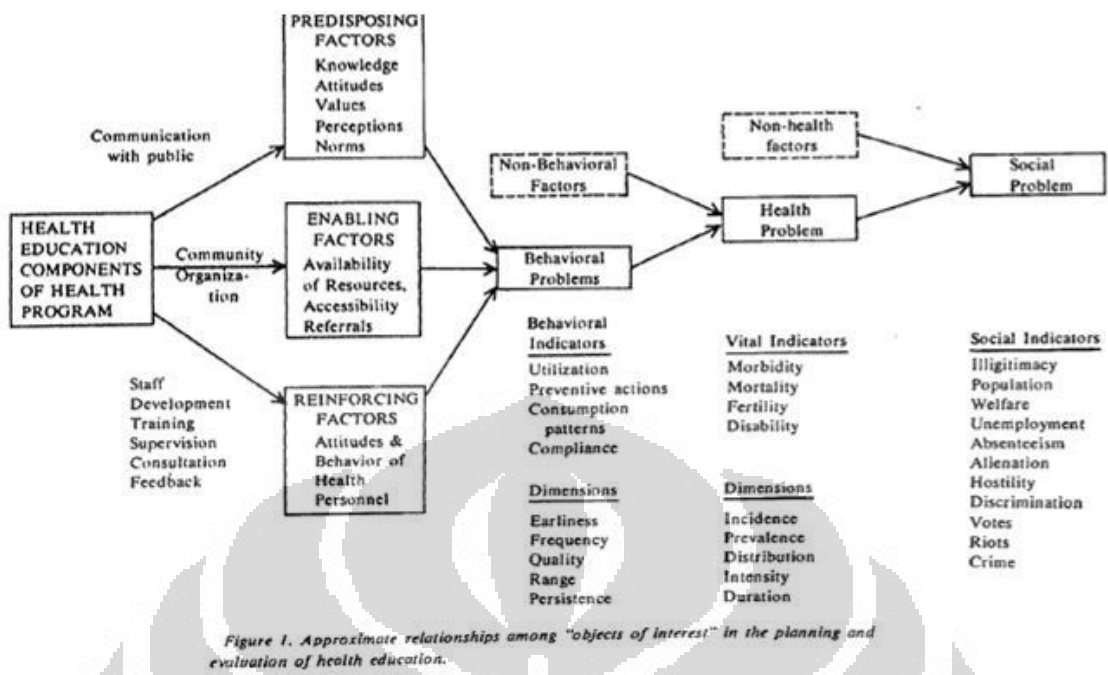 PREDISPOSING
FACTORS
Knowledge
Attitudes
Values
Perceptions
Norms
Communication
with public
HEALTH
EDUCATION
COMPONENTS
OF HEALTH
PROGRAM
Community
Organiza-
tion
ENABLING
FACTORS
Availability
of Resources,
Accessibility
Referrals
Staff
Development
Training
Supervision
Consultation
Feedback
REINFORCING
FACTORS
Attitudes &
Behavior of
Health
Personnel
Non-Behavioral
Factors
Behavioral
Problems
Non-health
factors
Health
Problem
Social
Problem
Behavioral
Indicators
Utilization
Preventive actions
Consumption
patterns
Compliance
Dimensions
Earliness
Frequency
Quality
Range
Persistence
Vital Indicators
Morbidity
Mortality
Fertility
Disability
Dimensions
Incidence
Prevalence
Distribution
Intensity
Duration
Social Indicators
Illigitimacy
Population
Welfare
Unemployment
Absenteeism
Alienation
Hostility
Discrimination
Votes
Riots
Crime
Figure 1. Approximate relationships among "objects of interest" in the planning and
evaluation of health education.